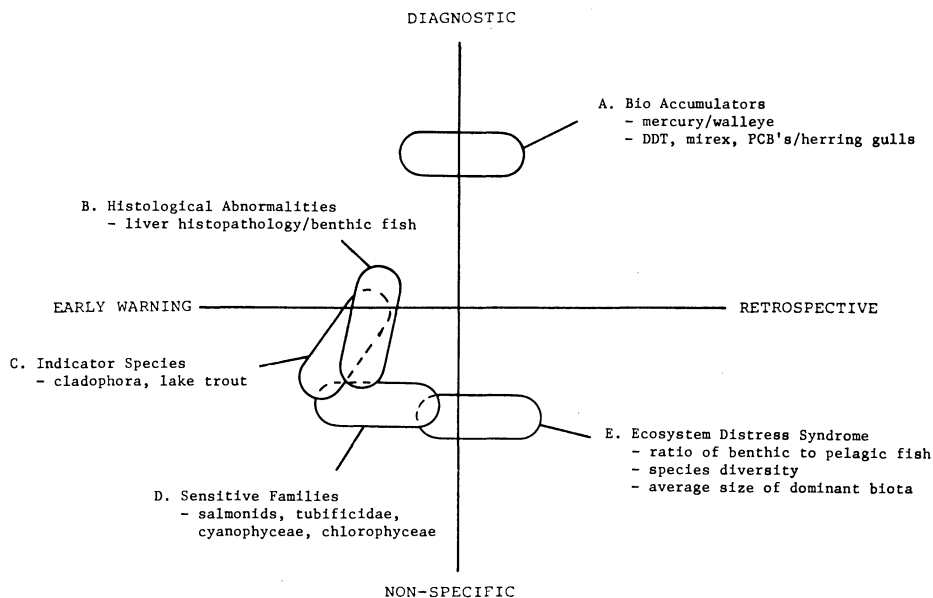 DIAGNOSTIC
A. Bio Accumulators
- mercury/walleye
- DDT, mirex, PCB's/herring gulls
B. Histological Abnormalities
- liver histopathology/benthic fish
EARLY WARNING
RETROSPECTIVE
C. Indicator Species
- cladophora, lake trout
E. Ecosystem Distress Syndrome
- ratio of benthic to pelagic fish
- species diversity
- average size of dominant biota
D. Sensitive Families
- salmonids, tubificidae,
cyanophyceae, chlorophyceae
NON-SPECIFIC